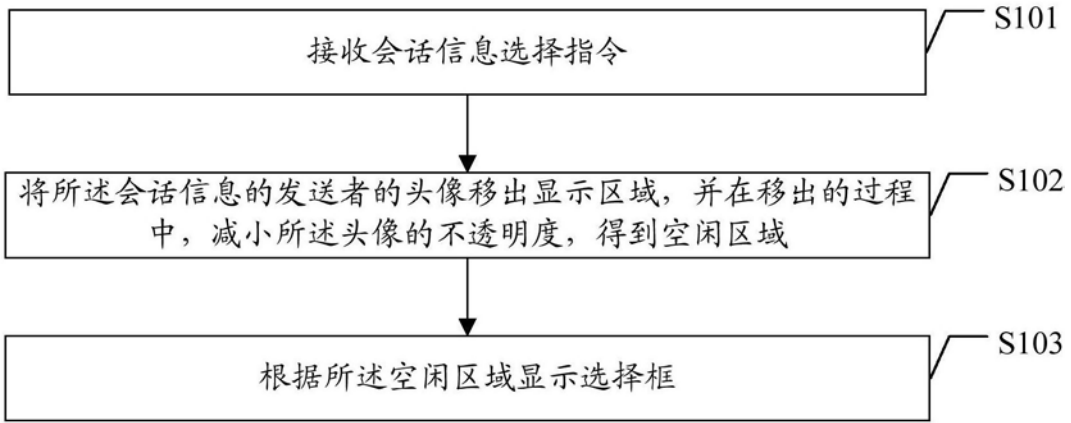 接收会话信息选择指令
S101
将所述会话信息的发送者的头像移出显示区域，并在移出的过程
中，减小所述头像的不透明度，得到空闲区域
S102
根据所述空闲区域显示选择框
S103